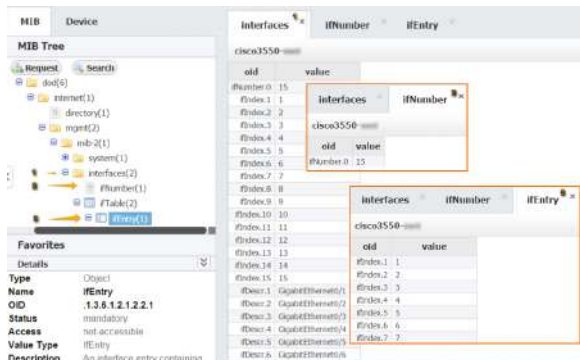 MIB Device
MIB Tree
Request Search
dod(6)
internet(1)
directory(1)
mgmt(2)
mib-2(1)
system(1)
interfaces(2)
ifNumber(1)
ifTable(2)
ifEntry(1)
Favorites
Details
Type Object
Name ifEntry
OID .1.3.6.1.2.1.2.2.1
Status mandatory
Access not-accessible
Value Type IfEntry
Description An interface entry containing
interfaces ifNumber ifEntry
cisco3550-
oid value
ifNumber.0 15
ifIndex.1 1
ifIndex.2 2
ifIndex.3 3
ifIndex.4 4
ifIndex.5 5
ifIndex.6 6
ifIndex.7 7
ifIndex.8 8
ifIndex.9 9
ifIndex.10 10
ifIndex.11 11
ifIndex.12 12
ifIndex.13 13
ifIndex.14 14
ifIndex.15 15
ifDescr.1 GigabitEthernet0/1
ifDescr.2 GigabitEthernet0/2
ifDescr.3 GigabitEthernet0/3
ifDescr.4 GigabitEthernet0/4
ifDescr.5 GigabitEthernet0/5
ifDescr.6 GigabitEthernet0/6
interfaces ifNumber
cisco3550-
oid value
ifNumber.0 15
interfaces ifNumber ifEntry
cisco3550-
oid value
ifIndex.1 1
ifIndex.2 2
ifIndex.3 3
ifIndex.4 4
ifIndex.5 5
ifIndex.6 6
ifIndex.7 7